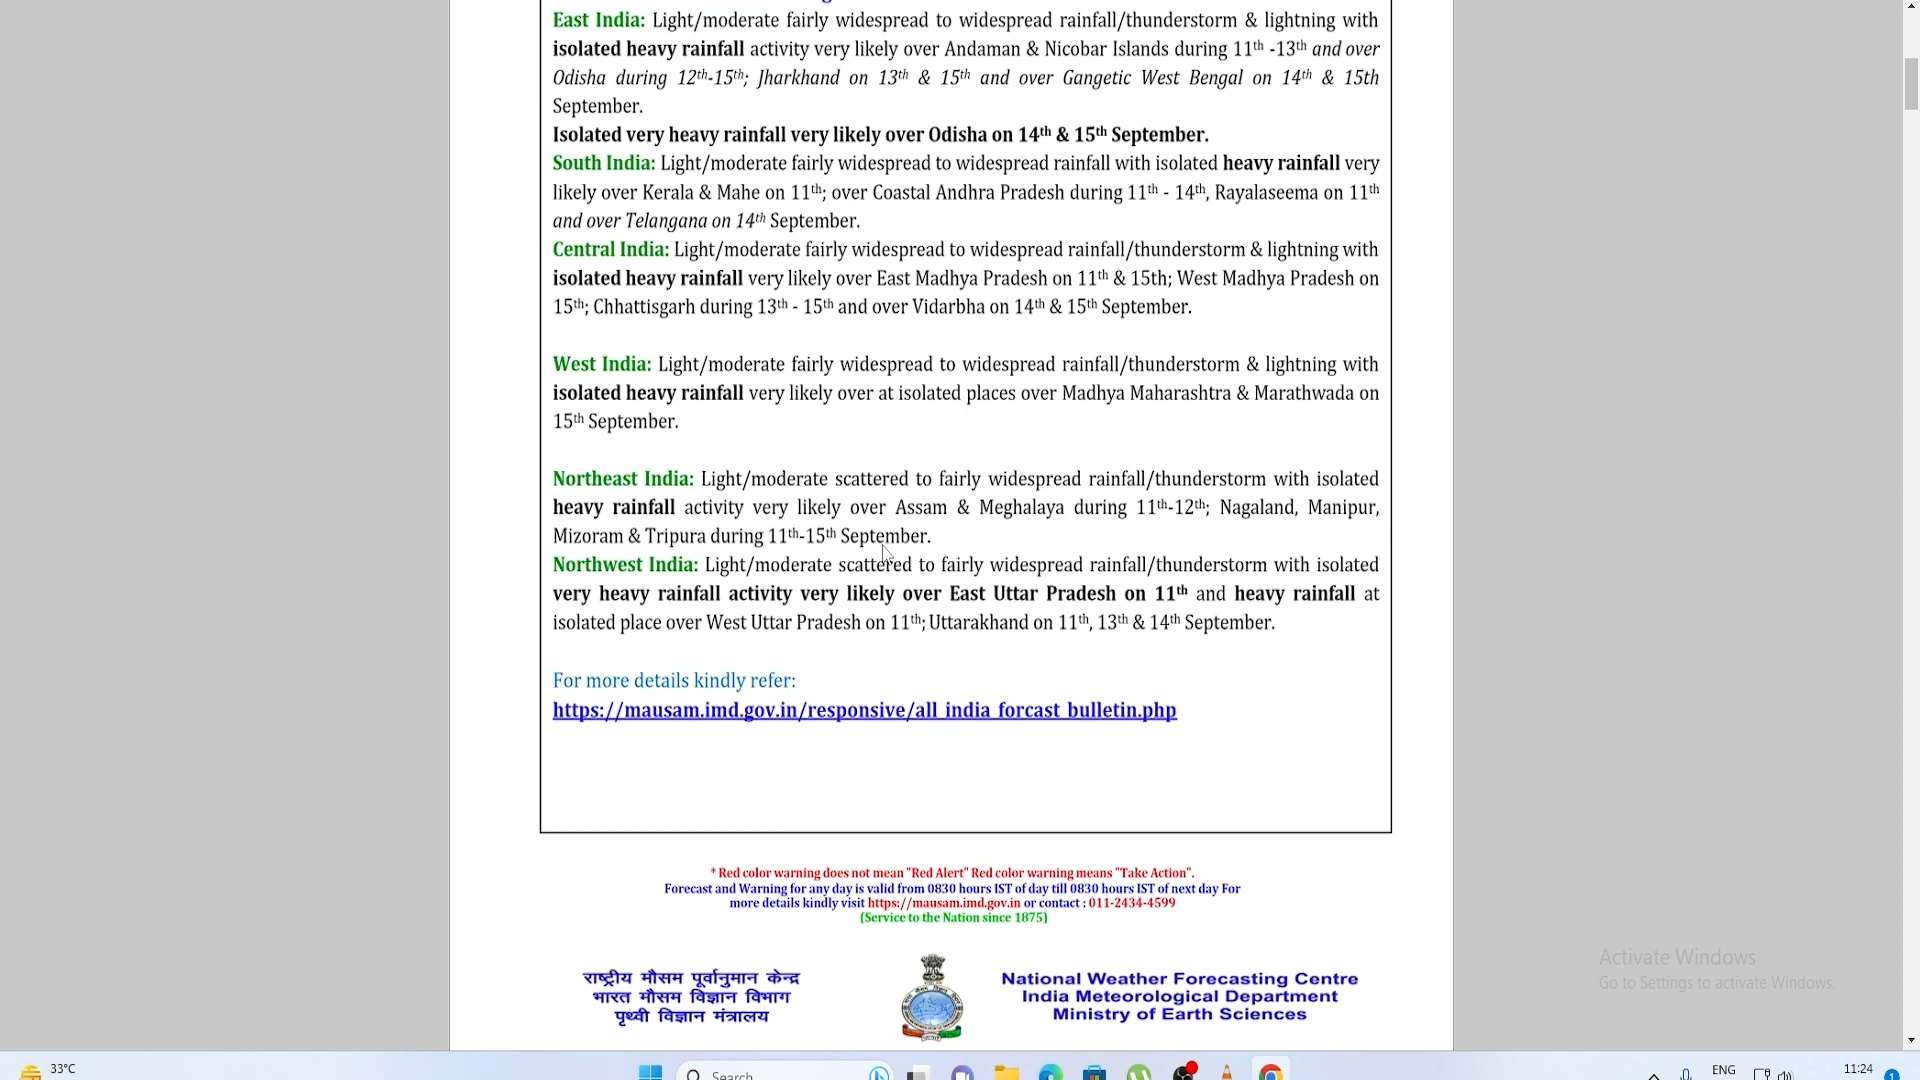 East India: Light/moderate fairly widespread to widespread rainfall/thunderstorm & lightning with
isolated heavy rainfall activity very likely over Andaman & Nicobar Islands during 11th -13th and over
Odisha during 12th-15th; Jharkhand on 13th & 15th and over Gangetic West Bengal on 14th & 15th
September.
Isolated very heavy rainfall very likely over Odisha on 14th & 15th September.
South India: Light/moderate fairly widespread to widespread rainfall with isolated heavy rainfall very
likely over Kerala & Mahe on 11th; over Coastal Andhra Pradesh during 11th - 14th, Rayalaseema on 11th
and over Telangana on 14th September.
Central India: Light/moderate fairly widespread to widespread rainfall/thunderstorm & lightning with
isolated heavy rainfall very likely over East Madhya Pradesh on 11th & 15th; West Madhya Pradesh on
15th; Chhattisgarh during 13th - 15th and over Vidarbha on 14th & 15th September.
West India: Light/moderate fairly widespread to widespread rainfall/thunderstorm & lightning with
isolated heavy rainfall very likely over at isolated places over Madhya Maharashtra & Marathwada on
15th September.
Northeast India: Light/moderate scattered to fairly widespread rainfall/thunderstorm with isolated
heavy rainfall activity very likely over Assam & Meghalaya during 11th-12th; Nagaland, Manipur,
Mizoram & Tripura during 11th-15th September.
Northwest India: Light/moderate scattered to fairly widespread rainfall/thunderstorm with isolated
very heavy rainfall activity very likely over East Uttar Pradesh on 11th and heavy rainfall at
isolated place over West Uttar Pradesh on 11th; Uttarakhand on 11th, 13th & 14th September.
For more details kindly refer:
https://mausam.imd.gov.in/responsive/all_india_forcast_bulletin.php
* Red color warning does not mean "Red Alert" Red color warning means "Take Action".
Forecast and Warning for any day is valid from 0830 hours IST of day till 0830 hours IST of next day For
more details kindly visit https://mausam.imd.gov.in or contact : 011-2434-4599
(Service to the Nation since 1875)
राष्ट्रीय मौसम पूर्वानुमान केन्द्र
भारत मौसम विज्ञान विभाग
पृथ्वी विज्ञान मंत्रालय
National Weather Forecasting Centre
India Meteorological Department
Ministry of Earth Sciences
Activate Windows
Go to Settings to activate Windows.
33°C
Search
ENG
11:24
1